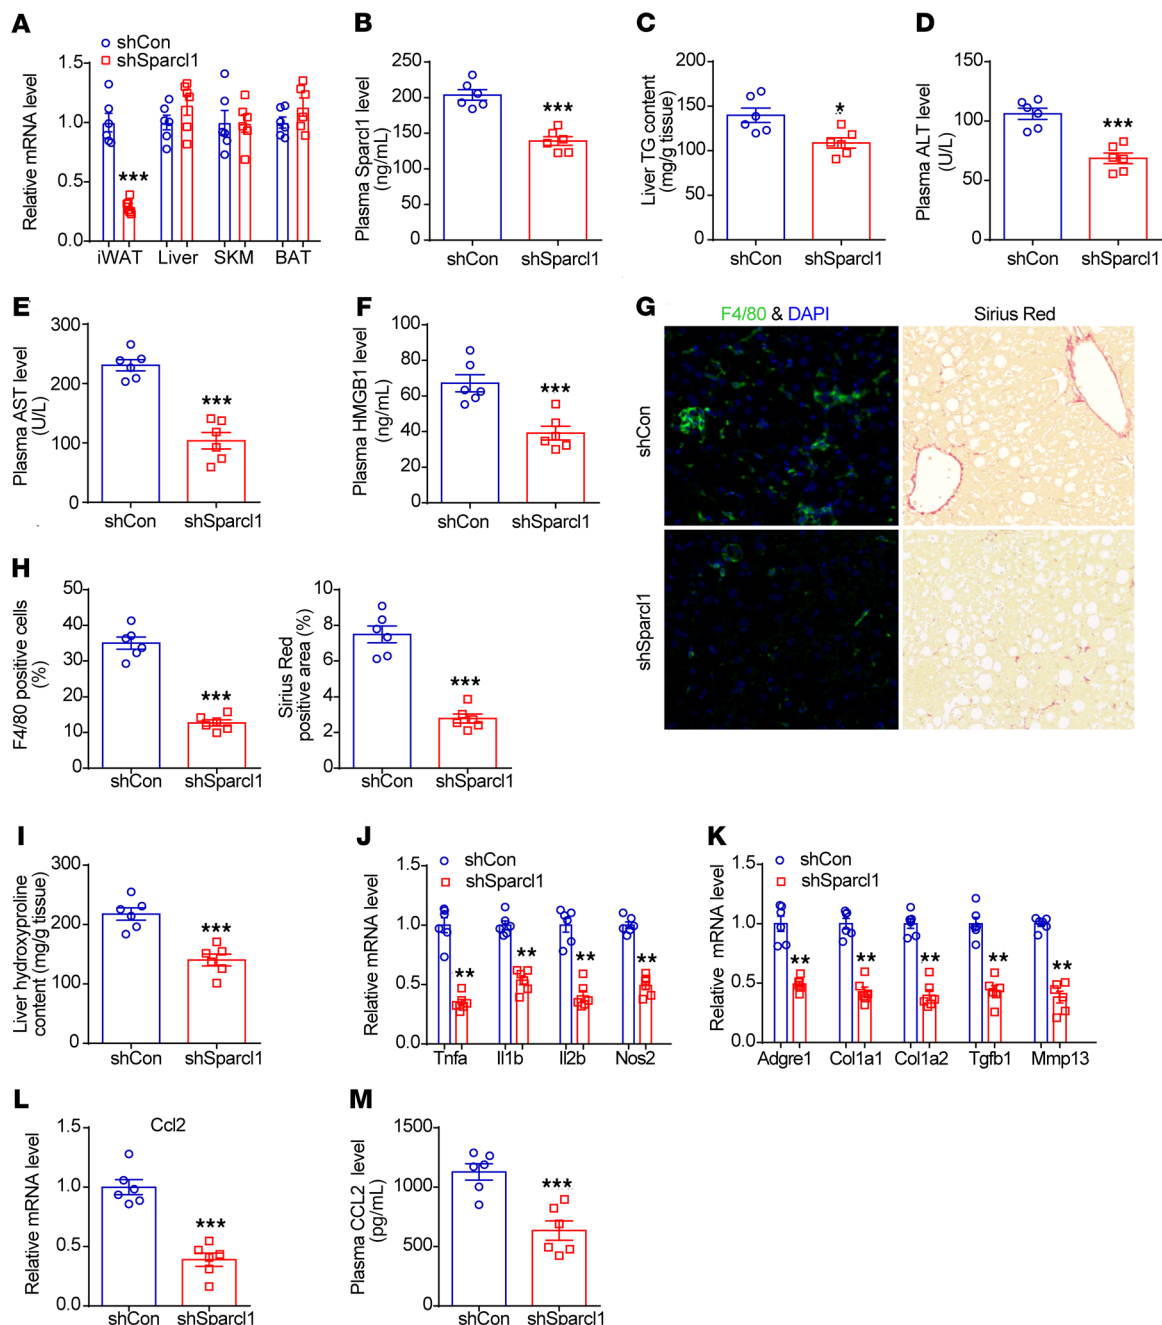 A
shCon
shSparcl1
Relative mRNA level
1.5
1.0
0.5
0.0
***
iWAT
Liver
SKM
BAT
B
Plasma Sparcl1 level
(ng/mL)
250
200
150
100
50
0
***
shCon
shSparcl1
C
Liver TG content
(mg/g tissue)
200
150
100
50
0
*
shCon
shSparcl1
D
Plasma ALT level
(U/L)
150
100
50
0
***
shCon
shSparcl1
E
Plasma AST level
(U/L)
300
200
100
0
***
shCon
shSparcl1
F
Plasma HMGB1 level
(ng/mL)
100
80
60
40
20
0
***
shCon
shSparcl1
G
F4/80 & DAPI
Sirius Red
shCon
shSparcl1
H
F4/80 positive cells
(%)
50
40
30
20
10
0
***
shCon
shSparcl1
Sirius Red
positive area (%)
10
8
6
4
2
0
***
shCon
shSparcl1
I
Liver hydroxyproline
content (mg/g tissue)
300
200
100
0
***
shCon
shSparcl1
J
shCon
shSparcl1
Relative mRNA level
1.5
1.0
0.5
0.0
**
**
**
**
Tnfa
Il1b
Il2b
Nos2
K
shCon
shSparcl1
Relative mRNA level
1.5
1.0
0.5
0.0
**
**
**
**
**
Adgre1
Col1a1
Col1a2
Tgfb1
Mmp13
L
Ccl2
Relative mRNA level
1.5
1.0
0.5
0.0
***
shCon
shSparcl1
M
Plasma CCL2 level
(pg/mL)
1500
1000
500
0
***
shCon
shSparcl1